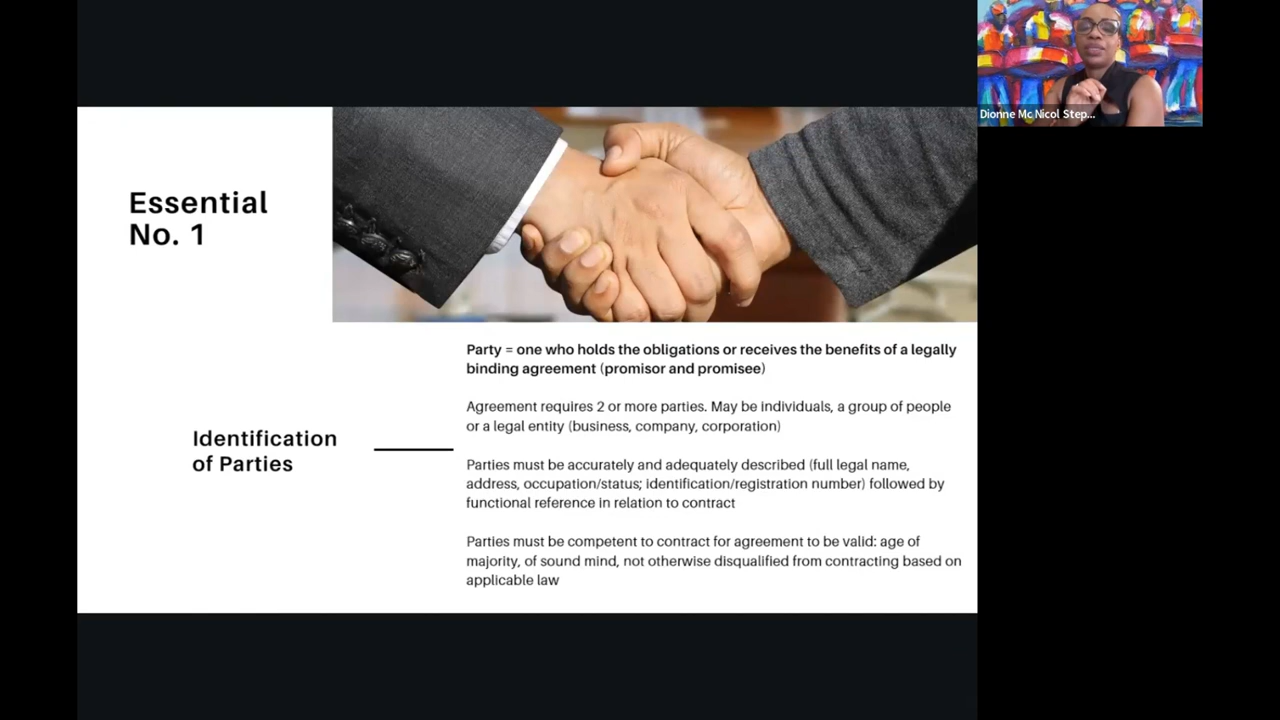 Dionne Mc Nicol Step...
Essential
No. 1
Party = one who holds the obligations or receives the benefits of a legally
binding agreement (promisor and promisee)
Agreement requires 2 or more parties. May be individuals, a group of people
or a legal entity (business, company, corporation)
Identification
of Parties
Parties must be accurately and adequately described (full legal name,
address, occupation/status; identification/registration number) followed by
functional reference in relation to contract
Parties must be competent to contract for agreement to be valid: age of
majority, of sound mind, not otherwise disqualified from contracting based on
applicable law